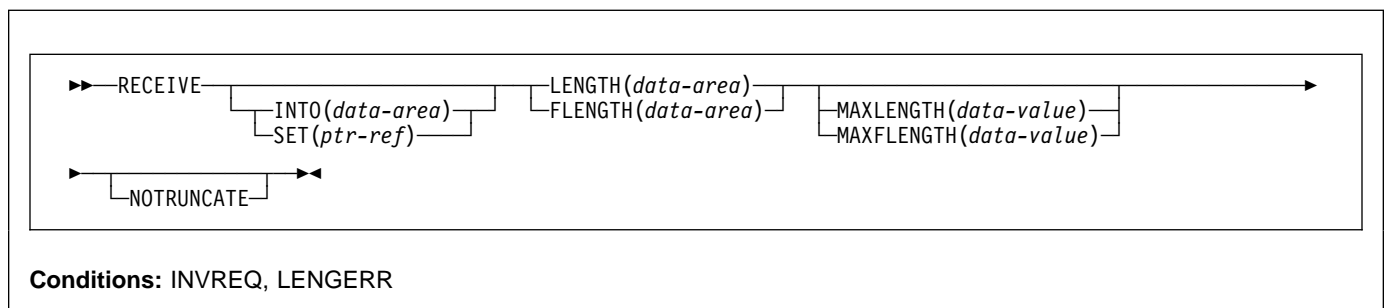 RECEIVE LENGTH(data-area)
INTO(data-area) FLENGTH(data-area) MAXLENGTH(data-value)
SET(ptr-ref) MAXFLENGTH(data-value)
NOTRUNCATE
Conditions: INVREQ, LENGERR